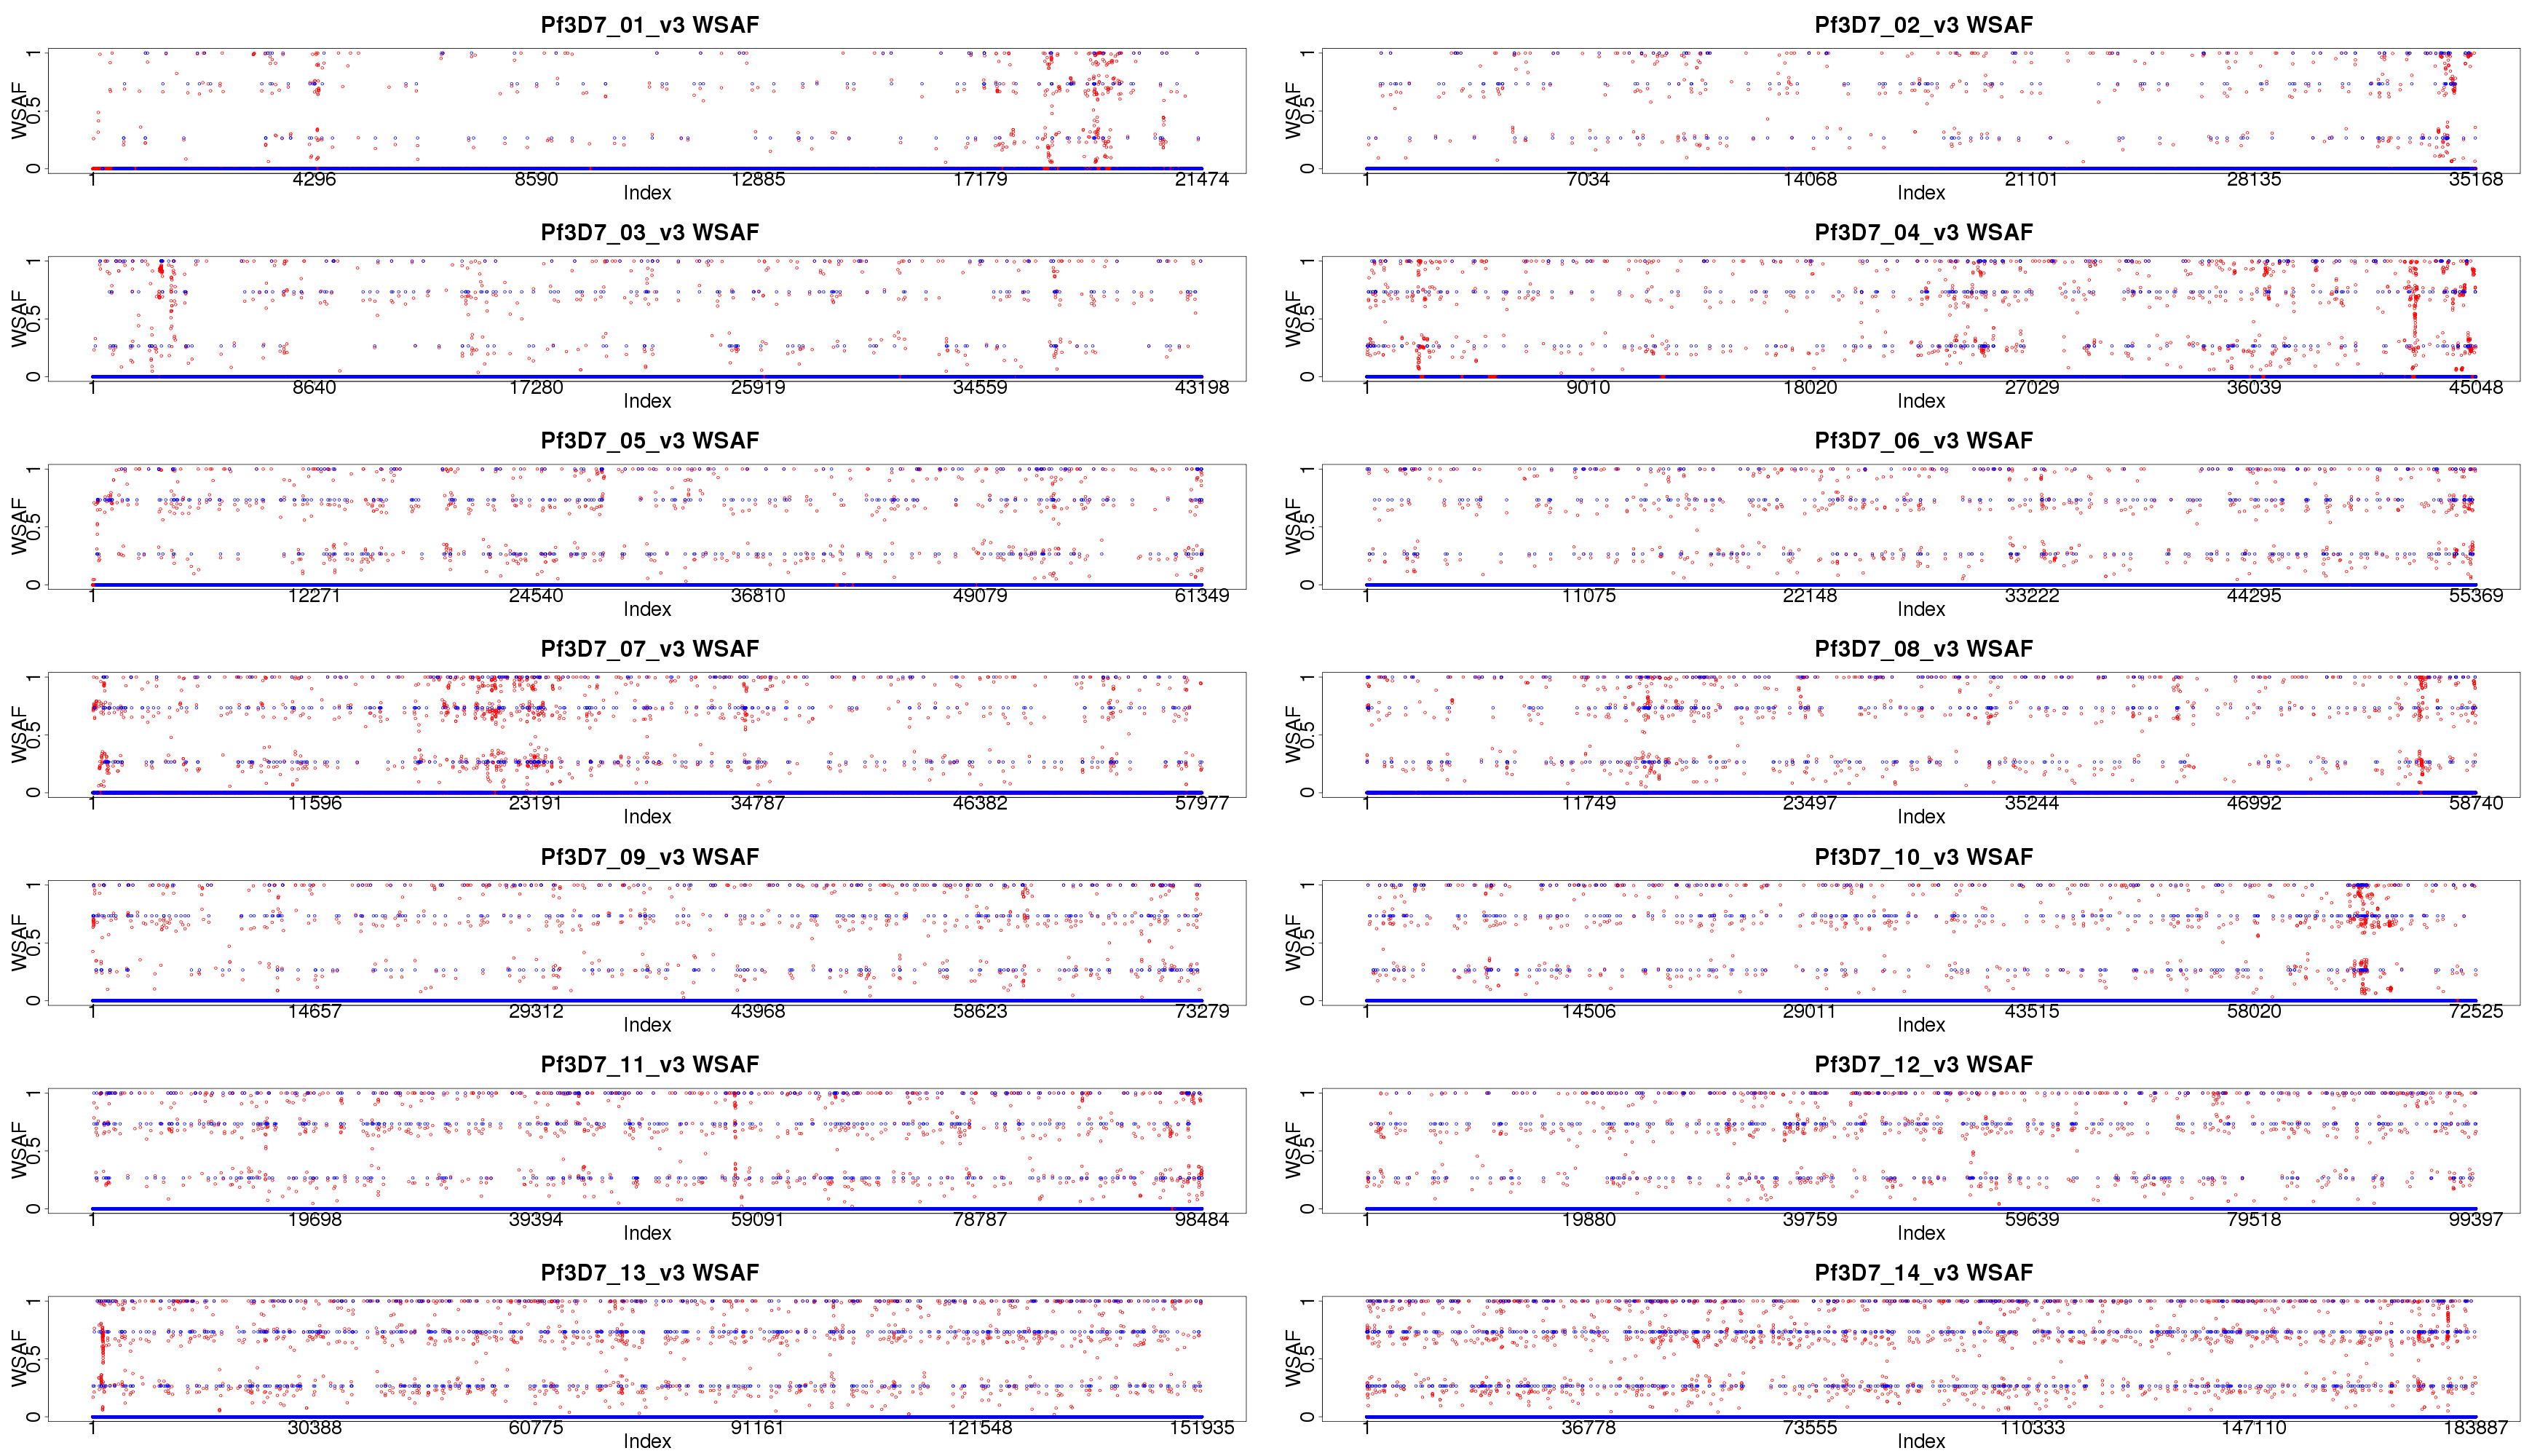 Pf3D7_01_v3 WSAF
WSAF
0 0.5 1
1 4296 8590 12885 17179 21474
Index
Pf3D7_02_v3 WSAF
WSAF
0 0.5 1
1 7034 14068 21101 28135 35168
Index
Pf3D7_03_v3 WSAF
WSAF
0 0.5 1
1 8640 17280 25919 34559 43198
Index
Pf3D7_04_v3 WSAF
WSAF
0 0.5 1
1 9010 18020 27029 36039 45048
Index
Pf3D7_05_v3 WSAF
WSAF
0 0.5 1
1 12271 24540 36810 49079 61349
Index
Pf3D7_06_v3 WSAF
WSAF
0 0.5 1
1 11075 22148 33222 44295 55369
Index
Pf3D7_07_v3 WSAF
WSAF
0 0.5 1
1 11596 23191 34787 46382 57977
Index
Pf3D7_08_v3 WSAF
WSAF
0 0.5 1
1 11749 23497 35244 46992 58740
Index
Pf3D7_09_v3 WSAF
WSAF
0 0.5 1
1 14657 29312 43968 58623 73279
Index
Pf3D7_10_v3 WSAF
WSAF
0 0.5 1
1 14506 29011 43515 58020 72525
Index
Pf3D7_11_v3 WSAF
WSAF
0 0.5 1
1 19698 39394 59091 78787 98484
Index
Pf3D7_12_v3 WSAF
WSAF
0 0.5 1
1 19880 39759 59639 79518 99397
Index
Pf3D7_13_v3 WSAF
WSAF
0 0.5 1
1 30388 60775 91161 121548 151935
Index
Pf3D7_14_v3 WSAF
WSAF
0 0.5 1
1 36778 73555 110333 147110 183887
Index